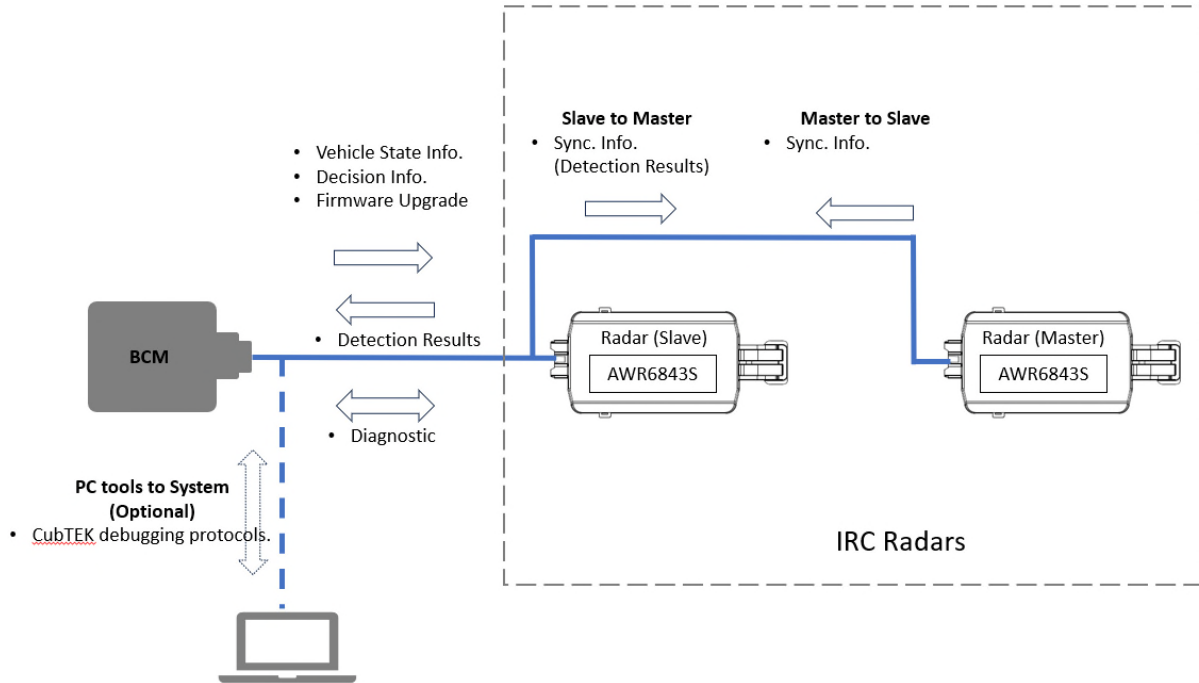 Slave to Master
• Sync. Info.
(Detection Results)
Master to Slave
• Sync. Info.
• Vehicle State Info.
• Decision Info.
• Firmware Upgrade
• Detection Results
BCM
Radar (Slave)
AWR6843S
Radar (Master)
AWR6843S
• Diagnostic
PC tools to System
(Optional)
• CubTEK debugging protocols.
IRC Radars